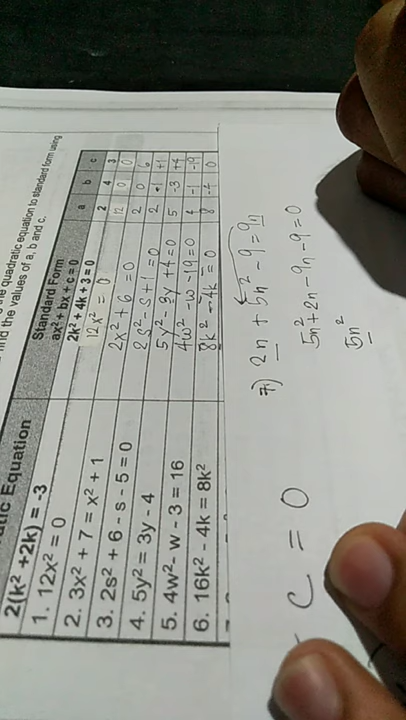 the quadratic equation to standard form using
find the values of a, b and c.
Equation Standard Form
ax² + bx + c = 0 a b c
2(k² +2k) = -3 2k² + 4k + 3 = 0 2 4 3
1. 12x² = 0 12x² = 0 12 0 0
2. 3x² + 7 = x² + 1 2x² + 6 = 0 2 0 6
3. 2s² + 6 - s - 5 = 0 2s² - s + 1 = 0 2 -1 +1
4. 5y² = 3y - 4 5y² - 3y + 4 = 0 5 -3 +4
5. 4w² - w - 3 = 16 4w² - w - 19 = 0 4 -1 -19
6. 16k² - 4k = 8k² 8k² - 4k = 0 8 -4 0
7) 2n + 5n² - 9 = 9n
5n² + 2n - 9n - 9 = 0
5n²
c = 0